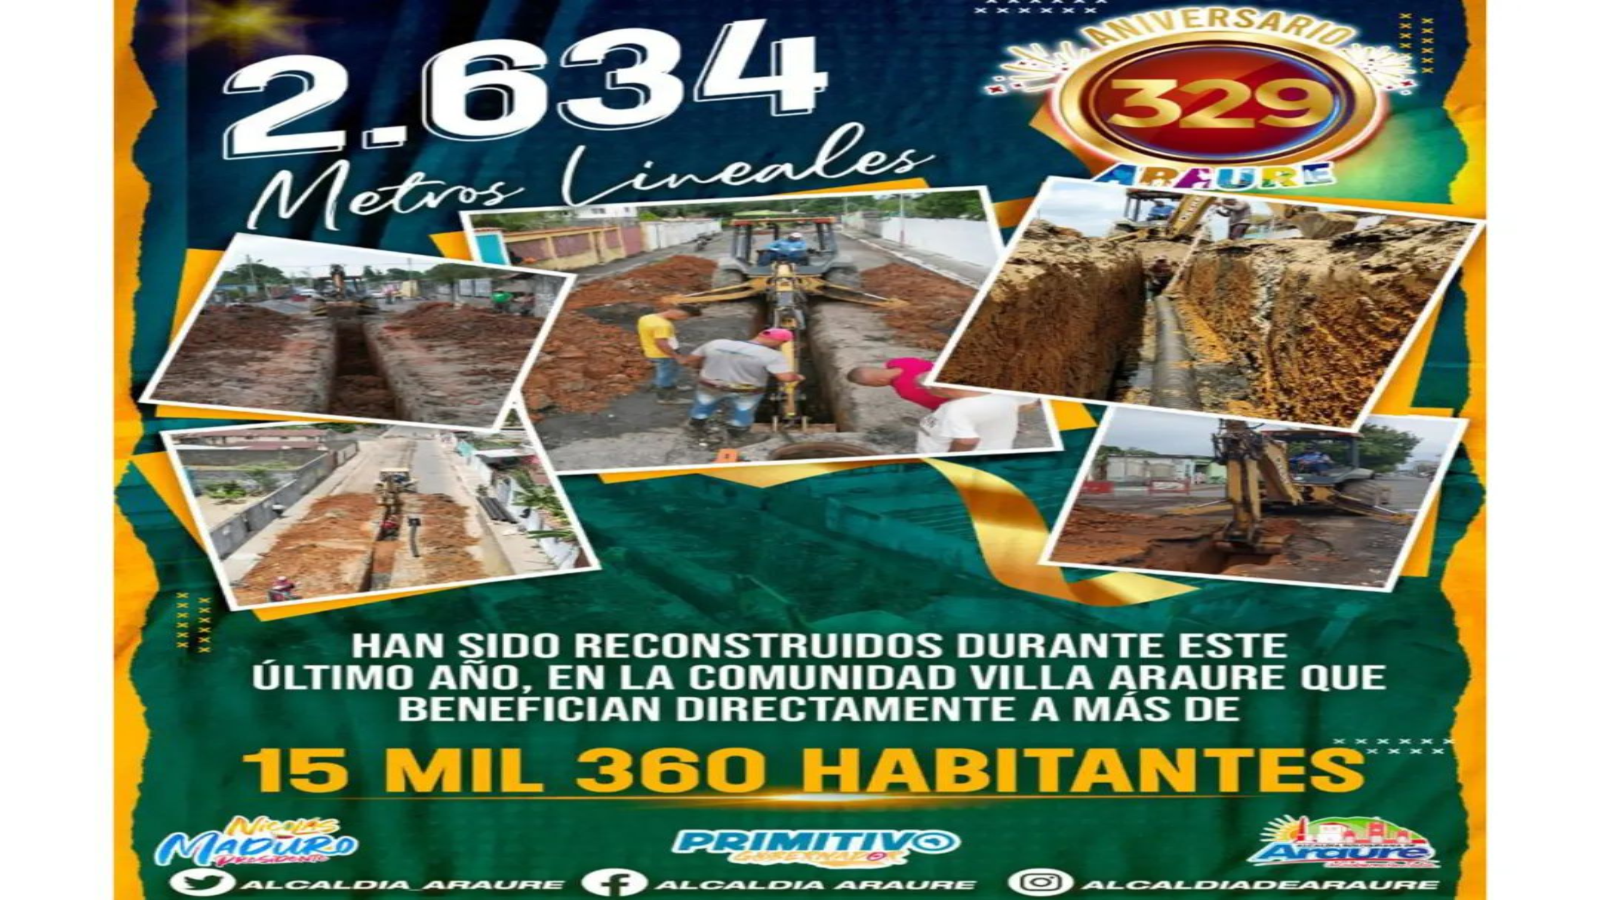 2.634
Metros Lineales
ANIVERSARIO
329
ARAURE
HAN SIDO RECONSTRUIDOS DURANTE ESTE
ÚLTIMO AÑO, EN LA COMUNIDAD VILLA ARAURE QUE
BENEFICIAN DIRECTAMENTE A MÁS DE
15 MIL 360 HABITANTES
NICOLÁS
MADURO
PRESIDENTE
PRIMITIVO
GOBERNADOR
Araure
ALCALDIA_ARAURE
ALCALDIA ARAURE
ALCALDIADEARAURE